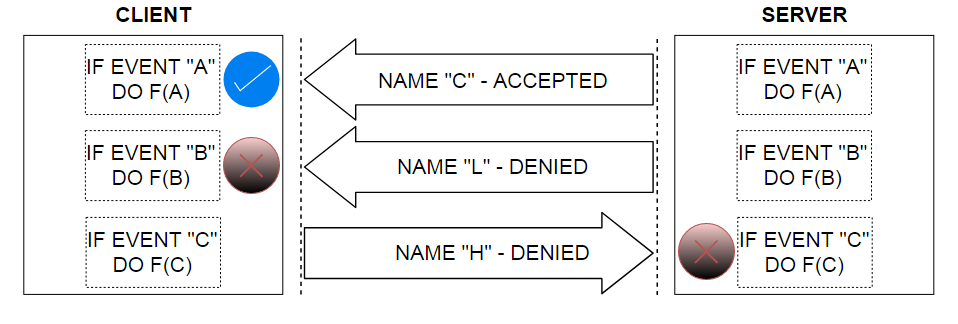 CLIENT
SERVER
IF EVENT "A"
DO F(A)
NAME "C" - ACCEPTED
IF EVENT "A"
DO F(A)
IF EVENT "B"
DO F(B)
NAME "L" - DENIED
IF EVENT "B"
DO F(B)
IF EVENT "C"
DO F(C)
NAME "H" - DENIED
IF EVENT "C"
DO F(C)